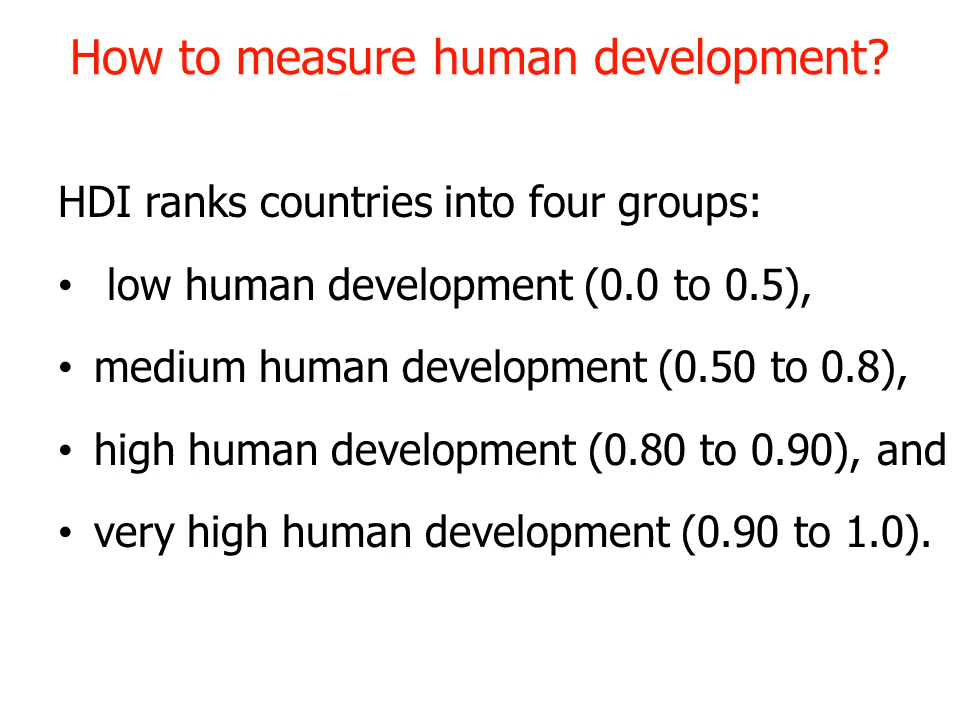 How to measure human development?
HDI ranks countries into four groups:
• low human development (0.0 to 0.5),
• medium human development (0.50 to 0.8),
• high human development (0.80 to 0.90), and
• very high human development (0.90 to 1.0).